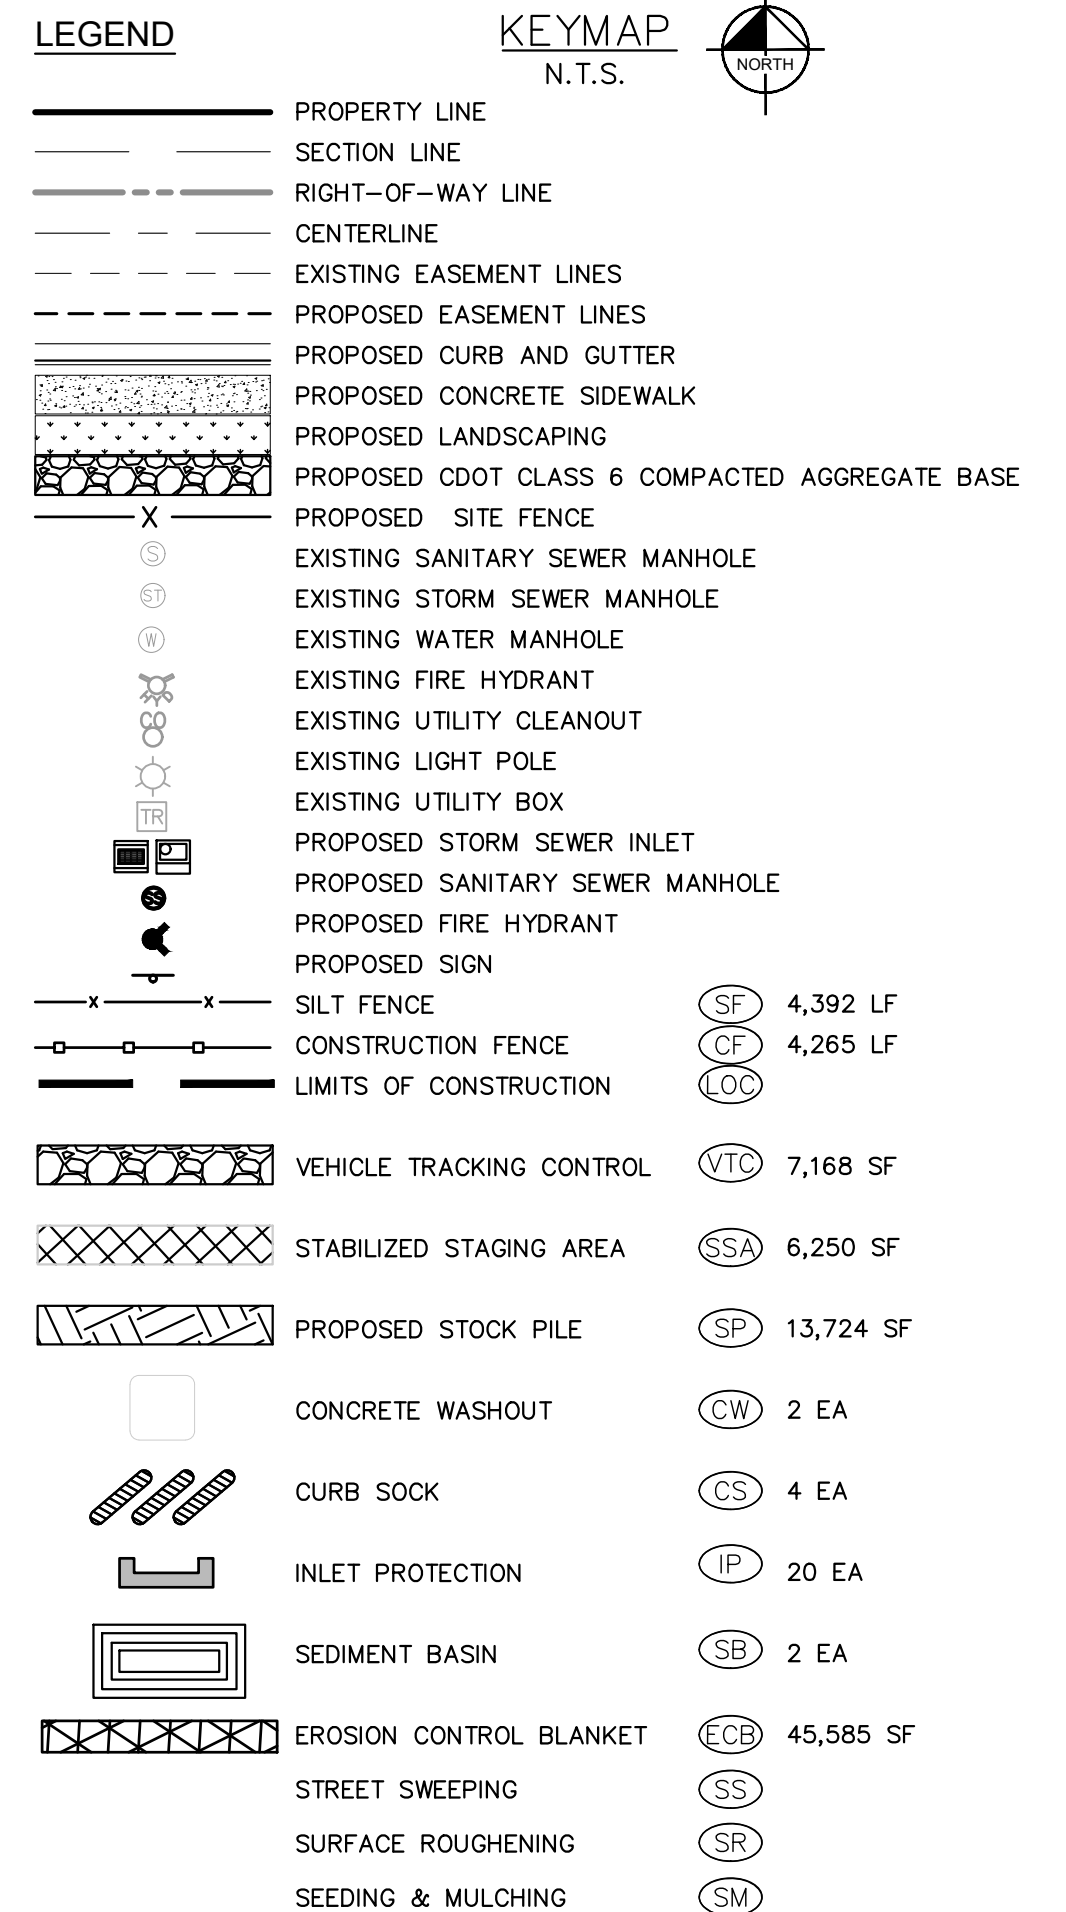 LEGEND
KEYMAP
N.T.S.
NORTH
PROPERTY LINE
SECTION LINE
RIGHT-OF-WAY LINE
CENTERLINE
EXISTING EASEMENT LINES
PROPOSED EASEMENT LINES
PROPOSED CURB AND GUTTER
PROPOSED CONCRETE SIDEWALK
PROPOSED LANDSCAPING
PROPOSED CDOT CLASS 6 COMPACTED AGGREGATE BASE
X PROPOSED SITE FENCE
S EXISTING SANITARY SEWER MANHOLE
ST EXISTING STORM SEWER MANHOLE
W EXISTING WATER MANHOLE
HYD EXISTING FIRE HYDRANT
CO EXISTING UTILITY CLEANOUT
EXISTING LIGHT POLE
TR EXISTING UTILITY BOX
PROPOSED STORM SEWER INLET
SS PROPOSED SANITARY SEWER MANHOLE
PROPOSED FIRE HYDRANT
PROPOSED SIGN
x x SILT FENCE SF 4,392 LF
CONSTRUCTION FENCE CF 4,265 LF
LIMITS OF CONSTRUCTION LOC
VEHICLE TRACKING CONTROL VTC 7,168 SF
STABILIZED STAGING AREA SSA 6,250 SF
PROPOSED STOCK PILE SP 13,724 SF
CONCRETE WASHOUT CW 2 EA
CURB SOCK CS 4 EA
INLET PROTECTION IP 20 EA
SEDIMENT BASIN SB 2 EA
EROSION CONTROL BLANKET ECB 45,585 SF
STREET SWEEPING SS
SURFACE ROUGHENING SR
SEEDING & MULCHING SM